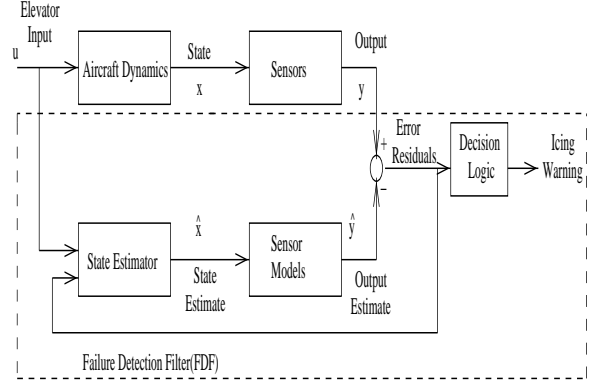 Elevator
Input
u
Aircraft Dynamics
State
x
Sensors
Output
y
+
−
Error
Residuals
Decision
Logic
Icing
Warning
State Estimator
x̂
State
Estimate
Sensor
Models
ŷ
Output
Estimate
Failure Detection Filter(FDF)